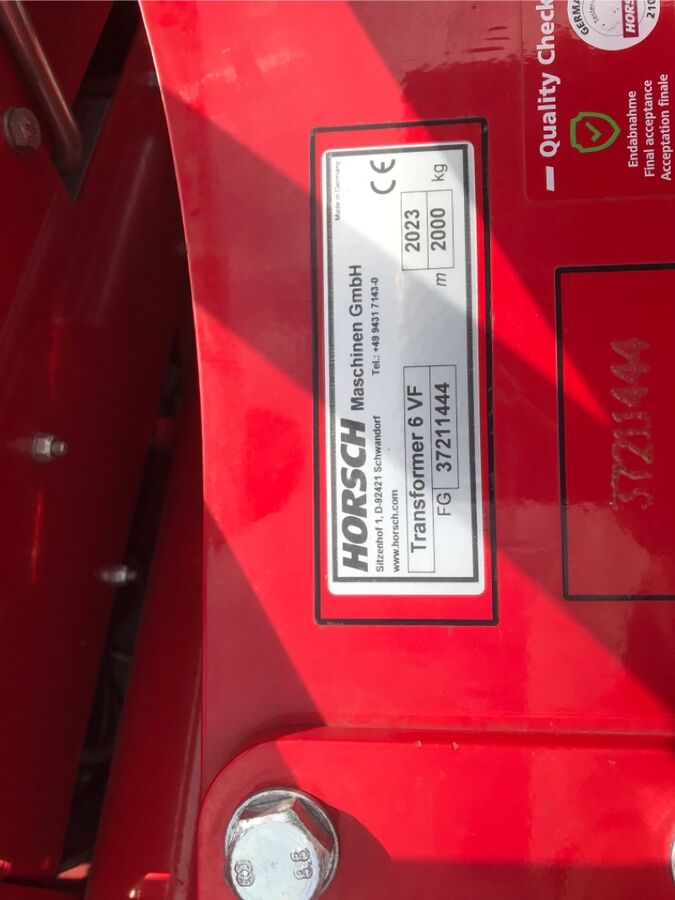 HORSCH Maschinen GmbH
Made in Germany
Sitzenhof 1, D-92421 Schwandorf Tel.: +49 9431 7143-0
www.horsch.com
CE
Transformer 6 VF 2023
FG 37211444 m 2000 kg
37211444
Quality Check
HORSCH
Endabnahme
Final acceptance
Acceptation finale
8.8